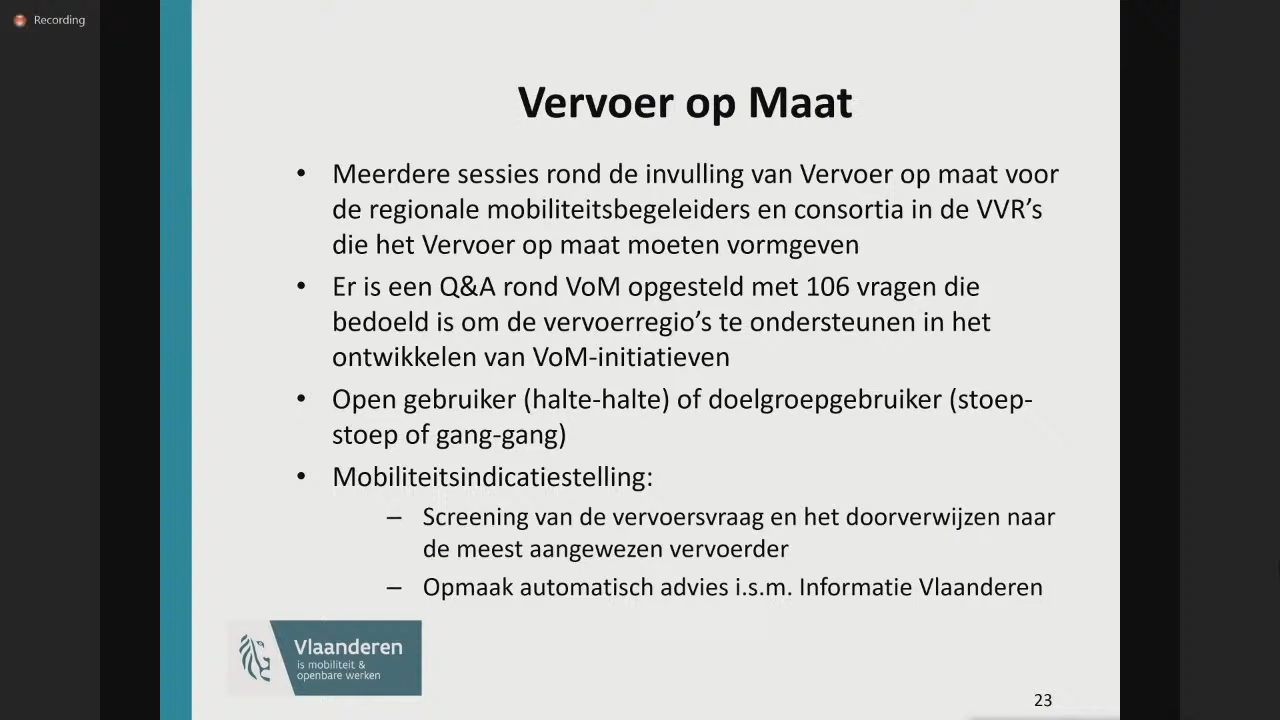 Recording
Vervoer op Maat
• Meerdere sessies rond de invulling van Vervoer op maat voor
de regionale mobiliteitsbegeleiders en consortia in de VVR’s
die het Vervoer op maat moeten vormgeven
• Er is een Q&A rond VoM opgesteld met 106 vragen die
bedoeld is om de vervoerregio’s te ondersteunen in het
ontwikkelen van VoM-initiatieven
• Open gebruiker (halte-halte) of doelgroepgebruiker (stoep-
stoep of gang-gang)
• Mobiliteitsindicatiestelling:
– Screening van de vervoersvraag en het doorverwijzen naar
de meest aangewezen vervoerder
– Opmaak automatisch advies i.s.m. Informatie Vlaanderen
Vlaanderen
is mobiliteit &
openbare werken
23